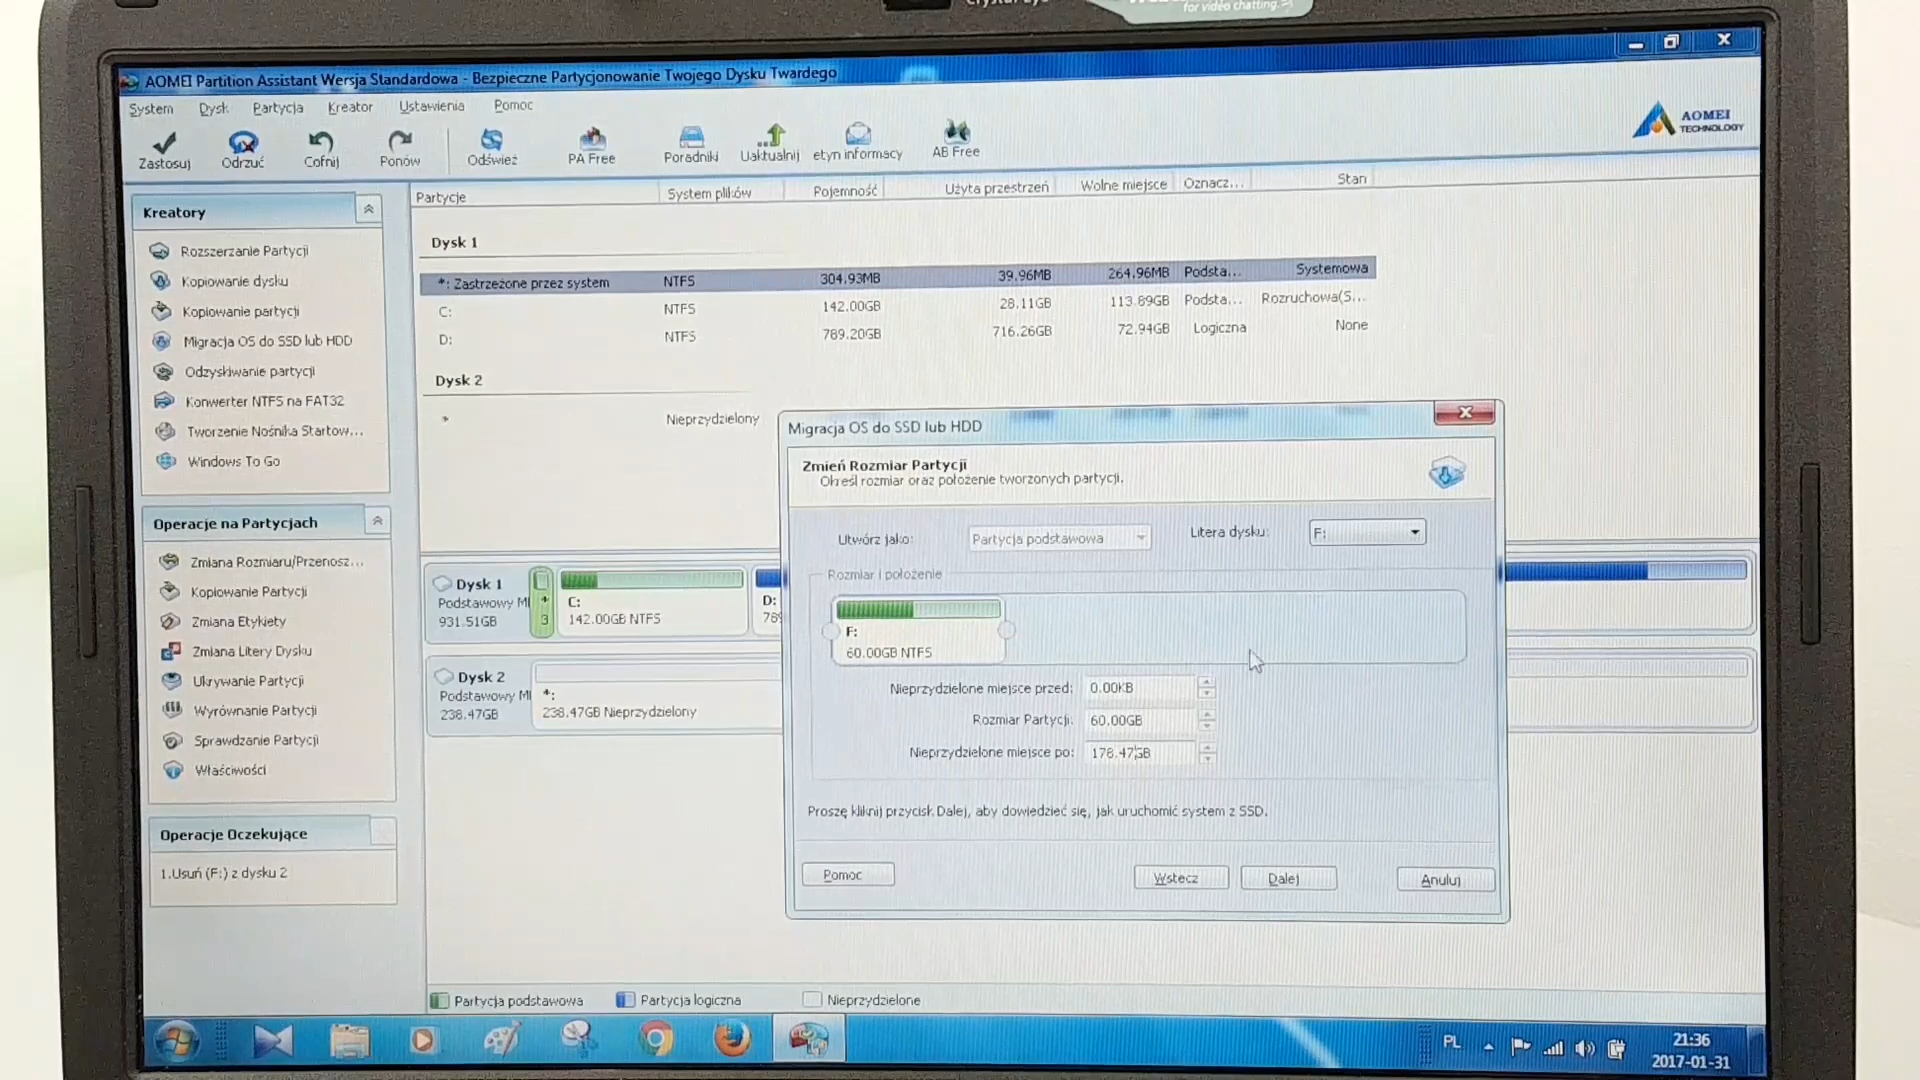 for video chatting.
AOMEI Partition Assistant Wersja Standardowa - Bezpieczne Partycjonowanie Twojego Dysku Twardego
System Dysk Partycja Kreator Ustawienia Pomoc
Zastosuj Odrzuć Cofnij Ponów Odśwież PA Free Poradniki Uaktualnij etyn informacy AB Free
AOMEI
TECHNOLOGY
Kreatory
Rozszerzanie Partycji
Kopiowanie dysku
Kopiowanie partycji
Migracja OS do SSD lub HDD
Odzyskiwanie partycji
Konwerter NTFS na FAT32
Tworzenie Nośnika Startow...
Windows To Go
Operacje na Partycjach
Zmiana Rozmiaru/Przenosz...
Kopiowanie Partycji
Zmiana Etykiety
Zmiana Litery Dysku
Ukrywanie Partycji
Wyrównanie Partycji
Sprawdzanie Partycji
Właściwości
Operacje Oczekujące
1.Usuń (F:) z dysku 2
Partycje System plików Pojemność Użyta przestrzeń Wolne miejsce Oznacz... Stan
Dysk 1
*: Zastrzeżone przez system NTFS 304.93MB 39.96MB 264.96MB Podsta... Systemowa
C: NTFS 142.00GB 28.11GB 113.89GB Podsta... Rozruchowa(S...
D: NTFS 789.20GB 716.26GB 72.94GB Logiczna None
Dysk 2
* Nieprzydzielony
Dysk 1
Podstawowy M
931.51GB
*
3
C:
142.00GB NTFS
D:
789
Dysk 2
Podstawowy M
238.47GB
*:
238.47GB Nieprzydzielony
Migracja OS do SSD lub HDD
Zmień Rozmiar Partycji
Określ rozmiar oraz położenie tworzonych partycji.
Utwórz jako: Partycja podstawowa Litera dysku: F:
Rozmiar i położenie
F:
60.00GB NTFS
Nieprzydzielone miejsce przed: 0.00KB
Rozmiar Partycji: 60.00GB
Nieprzydzielone miejsce po: 178.47GB
Proszę kliknij przycisk Dalej, aby dowiedzieć się, jak uruchomić system z SSD.
Pomoc Wstecz Dalej Anuluj
Partycja podstawowa Partycja logiczna Nieprzydzielone
PL
21:36
2017-01-31